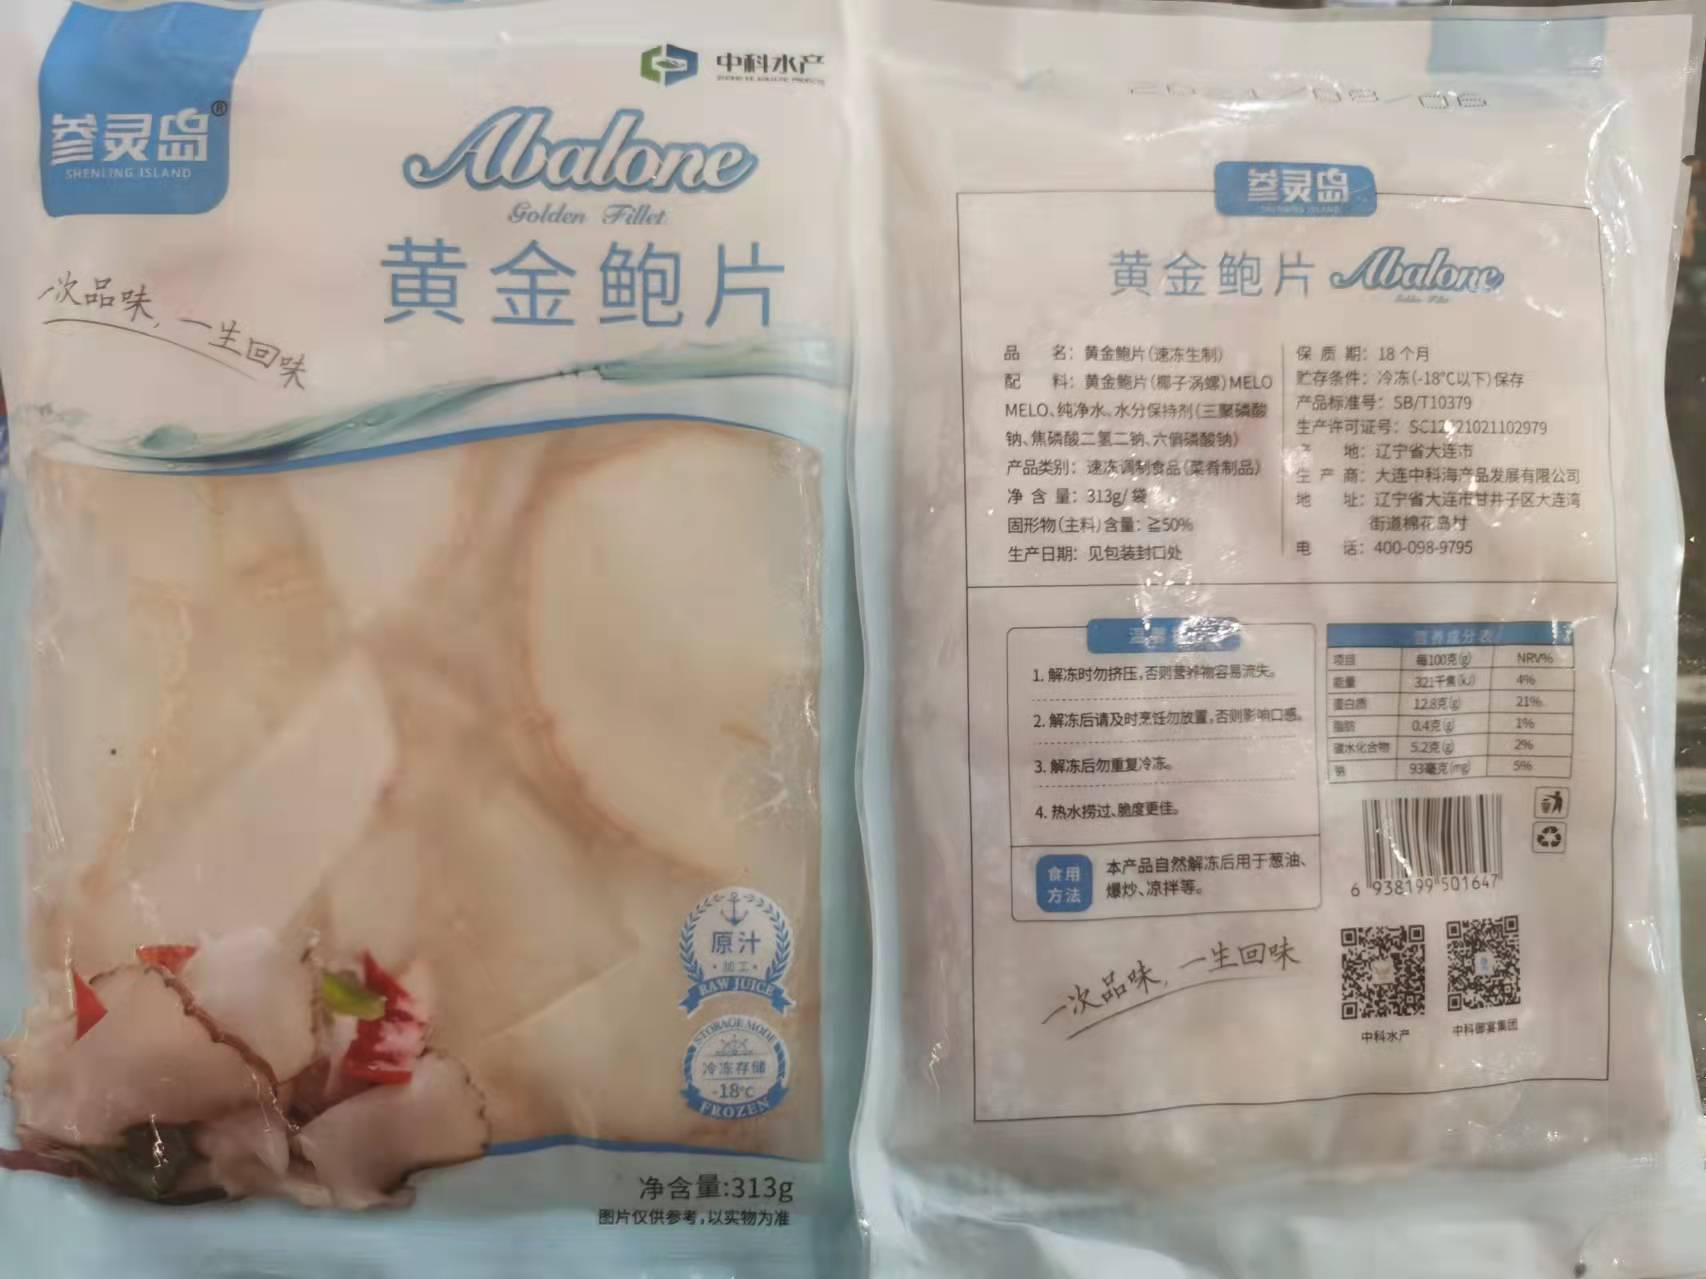 参灵岛®
SHENLING ISLAND
中科水产
Abalone
Golden Fillet
黄金鲍片
一次品味,一生回味
原汁
加工
RAW JUICE
STORAGE MODE
冷冻存储
-18℃
FROZEN
净含量:313g
图片仅供参考,以实物为准
参灵岛
SHENLING ISLAND
黄金鲍片 Abalone
Golden Fillet
品 名：黄金鲍片(速冻生制)
配 料：黄金鲍片(椰子涡螺)MELO
MELO、纯净水、水分保持剂(三聚磷酸
钠、焦磷酸二氢二钠、六偏磷酸钠)
产品类别：速冻调制食品(菜肴制品)
净 含 量：313g/袋
固形物(主料)含量：≧50%
生产日期：见包装封口处
保 质 期：18个月
贮存条件：冷冻(-18℃以下)保存
产品标准号：SB/T10379
生产许可证号：
地：辽宁省大连市
生 产 商：大连中科海产品发展有限公司
地 址：辽宁省大连市甘井子区大连湾
街道棉花岛村
电 话：400-098-9795
1. 解冻时勿挤压,否则营养物容易流失。
2. 解冻后请及时烹饪勿放置,否则影响口感。
3. 解冻后勿重复冷冻。
4. 热水捞过、脆度更佳。
食用
方法
本产品自然解冻后用于葱油、
爆炒、凉拌等。
营养成分表
项目 每100克(g) NRV%
能量 321千焦(kJ) 4%
蛋白质 12.8克(g) 21%
脂肪 0.4克(g) 1%
碳水化合物 5.2克(g) 2%
钠 93毫克(mg) 5%
6 938199 501647
一次品味,一生回味
中科水产
中科御宴集团